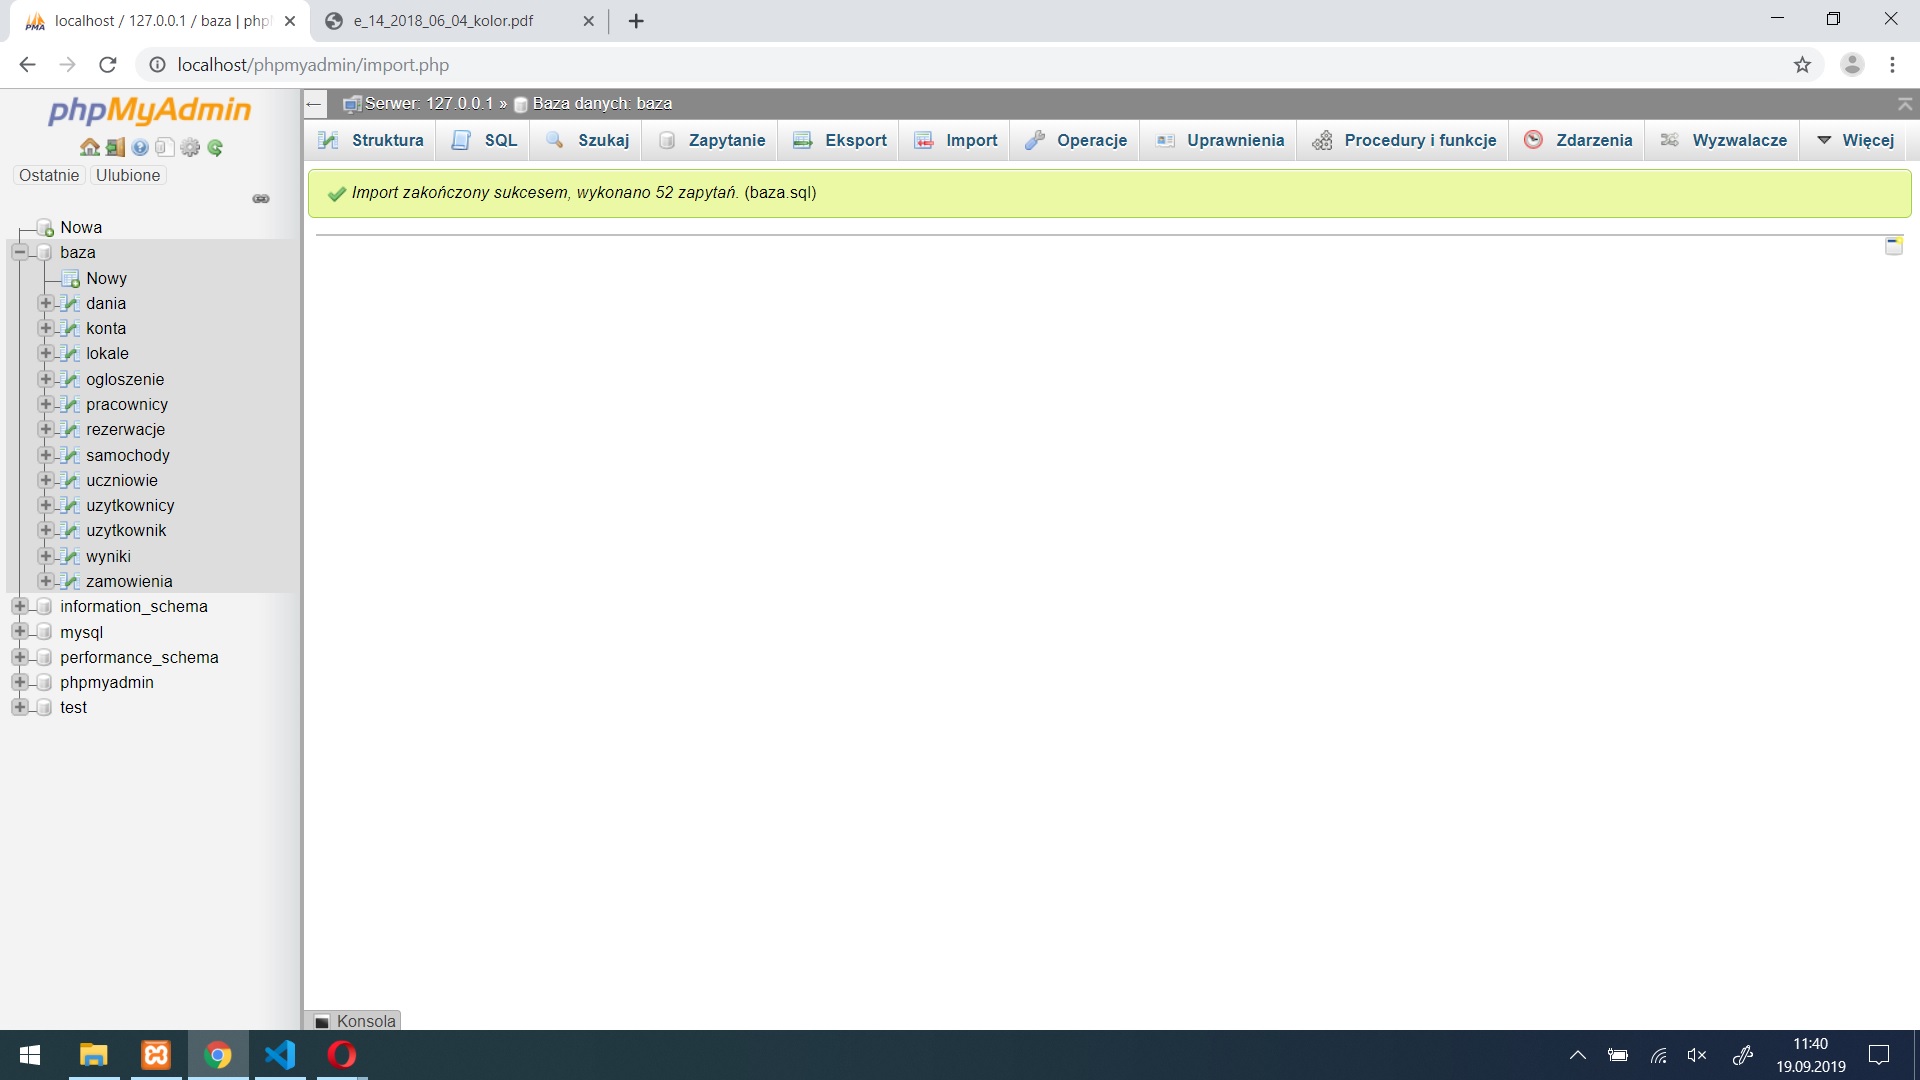 localhost / 127.0.0.1 / baza | php
e_14_2018_06_04_kolor.pdf
localhost/phpmyadmin/import.php
phpMyAdmin
Serwer: 127.0.0.1 » Baza danych: baza
Struktura SQL Szukaj Zapytanie Eksport Import Operacje Uprawnienia Procedury i funkcje Zdarzenia Wyzwalacze Więcej
Ostatnie Ulubione
Import zakończony sukcesem, wykonano 52 zapytań. (baza.sql)
Nowa
baza
Nowy
dania
konta
lokale
ogloszenie
pracownicy
rezerwacje
samochody
uczniowie
uzytkownicy
uzytkownik
wyniki
zamowienia
information_schema
mysql
performance_schema
phpmyadmin
test
Konsola
11:40
19.09.2019